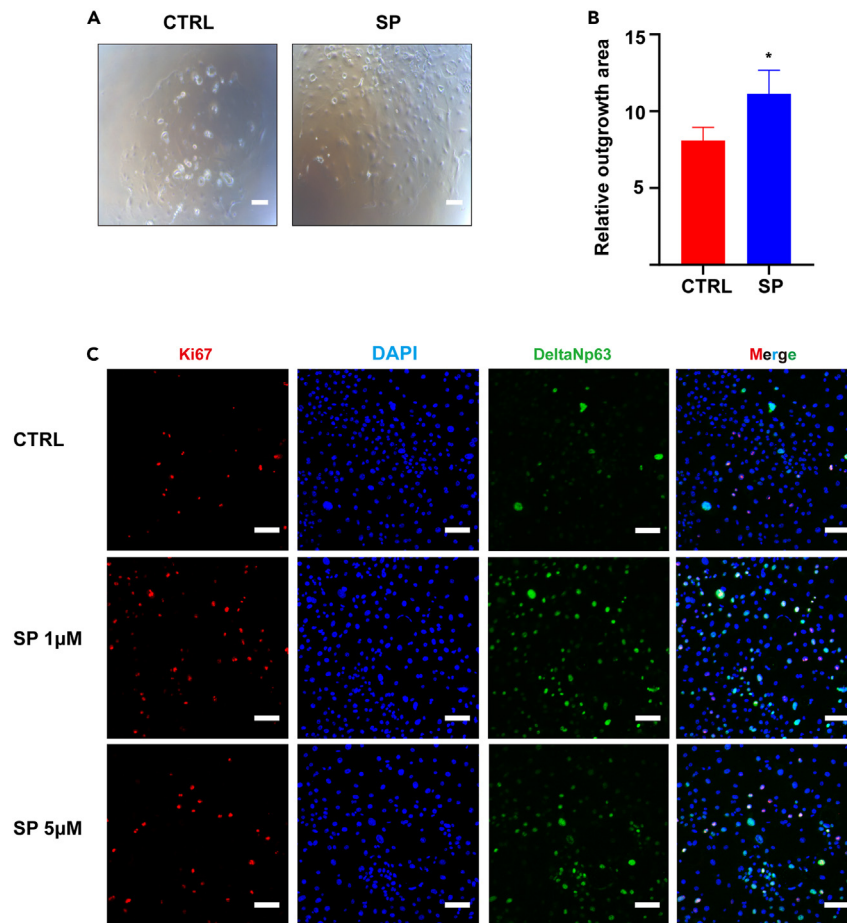 A
CTRL
SP
B
Relative outgrowth area
15
10
5
*
CTRL
SP
C
Ki67
DAPI
DeltaNp63
Merge
CTRL
SP 1μM
SP 5μM